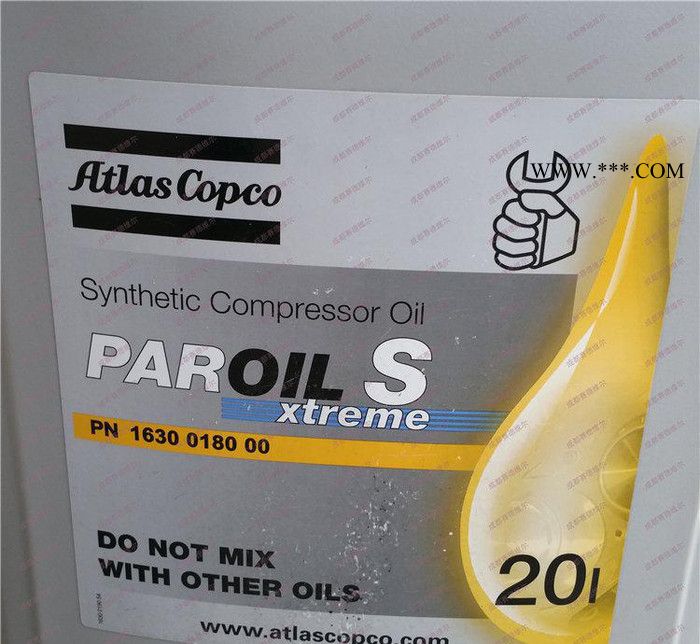 Atlas Copco
WWW.***.COM
Synthetic Compressor Oil
PAROIL S
xtreme
PN 1630 0180 00
DO NOT MIX
WITH OTHER OILS
20l
www.atlascopco.com